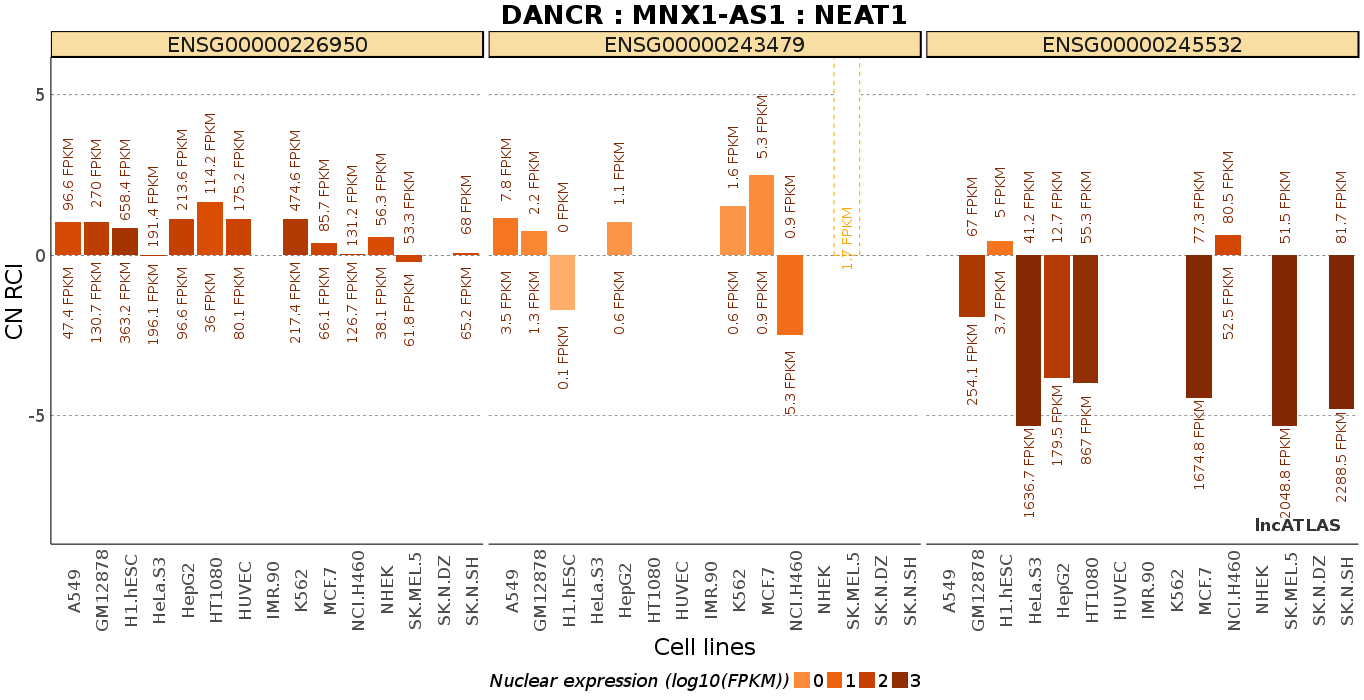 DANCR : MNX1-AS1 : NEAT1
ENSG00000226950
ENSG00000243479
ENSG00000245532
CN RCI
5
0
-5
96.6 FPKM
270 FPKM
658.4 FPKM
191.4 FPKM
213.6 FPKM
114.2 FPKM
175.2 FPKM
474.6 FPKM
85.7 FPKM
131.2 FPKM
56.3 FPKM
53.3 FPKM
68 FPKM
47.4 FPKM
130.7 FPKM
363.2 FPKM
196.1 FPKM
96.6 FPKM
36 FPKM
80.1 FPKM
217.4 FPKM
66.1 FPKM
126.7 FPKM
38.1 FPKM
61.8 FPKM
65.2 FPKM
7.8 FPKM
2.2 FPKM
0 FPKM
1.1 FPKM
1.6 FPKM
5.3 FPKM
0.9 FPKM
1.7 FPKM
3.5 FPKM
1.3 FPKM
0.1 FPKM
0.6 FPKM
0.6 FPKM
0.9 FPKM
5.3 FPKM
67 FPKM
5 FPKM
41.2 FPKM
12.7 FPKM
55.3 FPKM
77.3 FPKM
80.5 FPKM
51.5 FPKM
81.7 FPKM
254.1 FPKM
3.7 FPKM
1636.7 FPKM
179.5 FPKM
867 FPKM
1674.8 FPKM
52.5 FPKM
2048.8 FPKM
2288.5 FPKM
lncATLAS
A549
GM12878
H1.hESC
HeLa.S3
HepG2
HT1080
HUVEC
IMR.90
K562
MCF.7
NCI.H460
NHEK
SK.MEL.5
SK.N.DZ
SK.N.SH
A549
GM12878
H1.hESC
HeLa.S3
HepG2
HT1080
HUVEC
IMR.90
K562
MCF.7
NCI.H460
NHEK
SK.MEL.5
SK.N.DZ
SK.N.SH
A549
GM12878
H1.hESC
HeLa.S3
HepG2
HT1080
HUVEC
IMR.90
K562
MCF.7
NCI.H460
NHEK
SK.MEL.5
SK.N.DZ
SK.N.SH
Cell lines
Nuclear expression (log10(FPKM)) 0 1 2 3